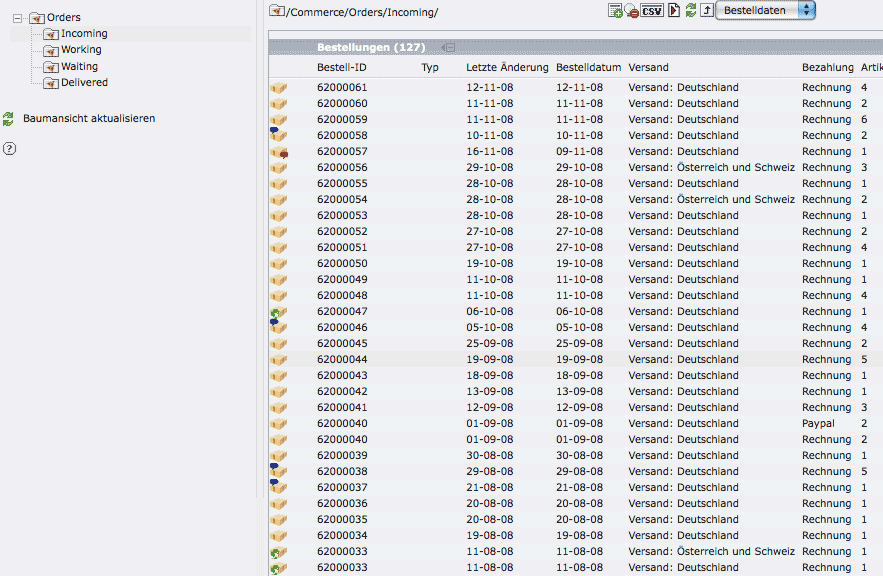 Orders
Incoming
Working
Waiting
Delivered
Baumansicht aktualisieren
?
/Commerce/Orders/Incoming/
CSV
Bestelldaten
Bestellungen (127)
Bestell-ID Typ Letzte Änderung Bestelldatum Versand Bezahlung Artik
62000061 12-11-08 12-11-08 Versand: Deutschland Rechnung 4
62000060 11-11-08 11-11-08 Versand: Deutschland Rechnung 2
62000059 11-11-08 11-11-08 Versand: Deutschland Rechnung 6
62000058 10-11-08 10-11-08 Versand: Deutschland Rechnung 2
62000057 16-11-08 09-11-08 Versand: Deutschland Rechnung 1
62000056 29-10-08 29-10-08 Versand: Österreich und Schweiz Rechnung 3
62000055 28-10-08 28-10-08 Versand: Deutschland Rechnung 1
62000054 28-10-08 28-10-08 Versand: Österreich und Schweiz Rechnung 2
62000053 28-10-08 28-10-08 Versand: Deutschland Rechnung 1
62000052 27-10-08 27-10-08 Versand: Deutschland Rechnung 2
62000051 27-10-08 27-10-08 Versand: Deutschland Rechnung 4
62000050 19-10-08 19-10-08 Versand: Deutschland Rechnung 1
62000049 11-10-08 11-10-08 Versand: Deutschland Rechnung 1
62000048 11-10-08 11-10-08 Versand: Deutschland Rechnung 4
62000047 06-10-08 06-10-08 Versand: Deutschland Rechnung 1
62000046 05-10-08 05-10-08 Versand: Deutschland Rechnung 4
62000045 25-09-08 25-09-08 Versand: Deutschland Rechnung 2
62000044 19-09-08 19-09-08 Versand: Deutschland Rechnung 5
62000043 18-09-08 18-09-08 Versand: Deutschland Rechnung 1
62000042 13-09-08 13-09-08 Versand: Deutschland Rechnung 1
62000041 12-09-08 12-09-08 Versand: Deutschland Rechnung 3
62000040 01-09-08 01-09-08 Versand: Deutschland Paypal 2
62000040 01-09-08 01-09-08 Versand: Deutschland Rechnung 2
62000039 30-08-08 30-08-08 Versand: Deutschland Rechnung 1
62000038 29-08-08 29-08-08 Versand: Deutschland Rechnung 5
62000037 21-08-08 21-08-08 Versand: Deutschland Rechnung 1
62000036 20-08-08 20-08-08 Versand: Deutschland Rechnung 1
62000035 20-08-08 20-08-08 Versand: Deutschland Rechnung 1
62000034 19-08-08 19-08-08 Versand: Deutschland Rechnung 1
62000033 11-08-08 11-08-08 Versand: Österreich und Schweiz Rechnung 1
62000033 11-08-08 11-08-08 Versand: Deutschland Rechnung 1